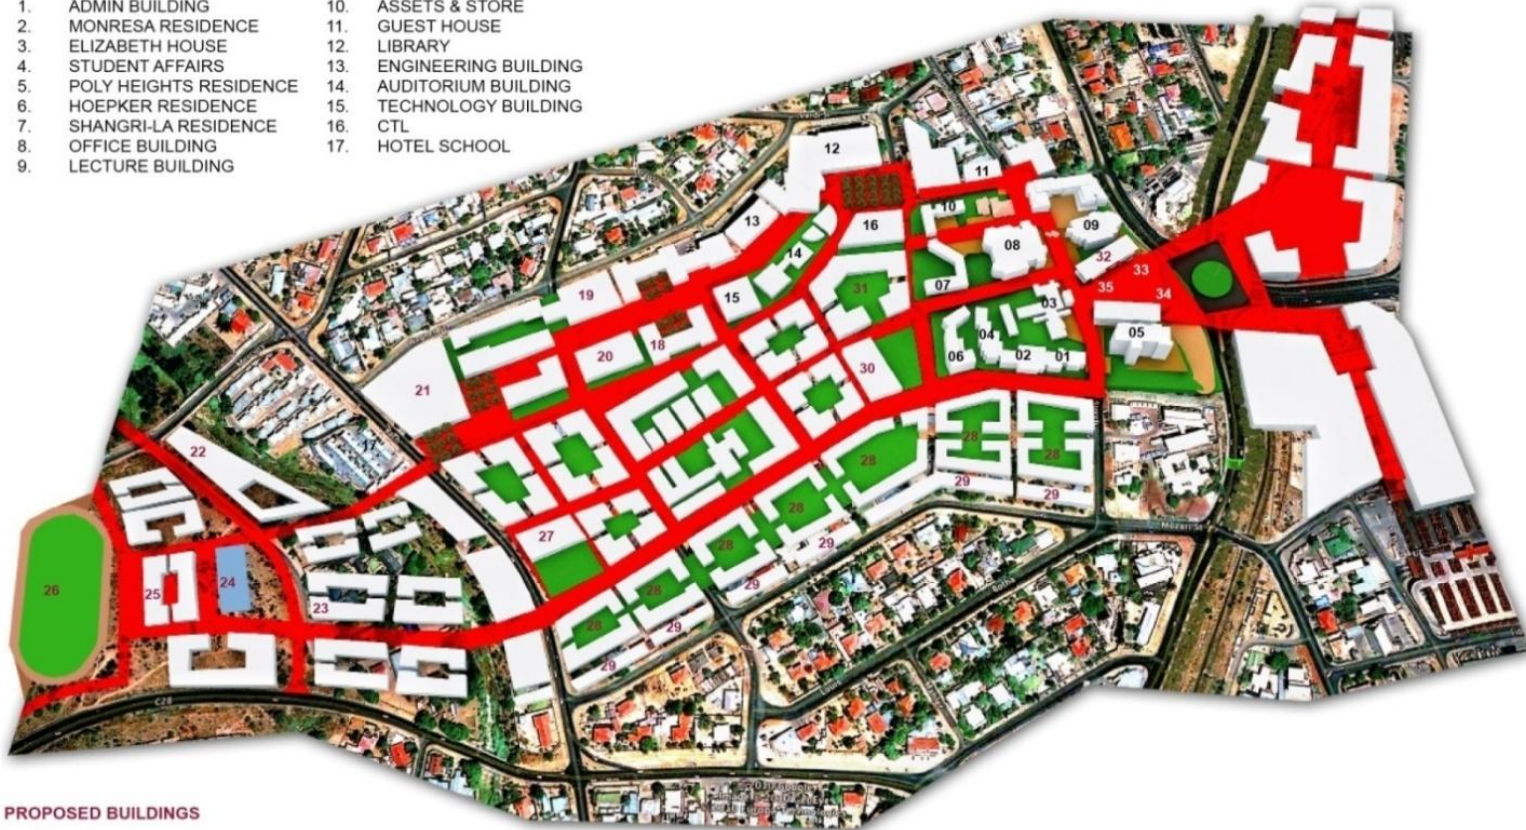 1. ADMIN BUILDING
2. MONRESA RESIDENCE
3. ELIZABETH HOUSE
4. STUDENT AFFAIRS
5. POLY HEIGHTS RESIDENCE
6. HOEPKER RESIDENCE
7. SHANGRI-LA RESIDENCE
8. OFFICE BUILDING
9. LECTURE BUILDING
10. ASSETS & STORE
11. GUEST HOUSE
12. LIBRARY
13. ENGINEERING BUILDING
14. AUDITORIUM BUILDING
15. TECHNOLOGY BUILDING
16. CTL
17. HOTEL SCHOOL
12
11
10
13
16
09
08
14
32
33
07
31
35
34
19
15
03
04
05
18
20
06
02
01
30
21
22
17
28
28
28
29
29
28
27
29
28
26
25
24
23
28
29
28
29
29
Mozart St
C28
PROPOSED BUILDINGS